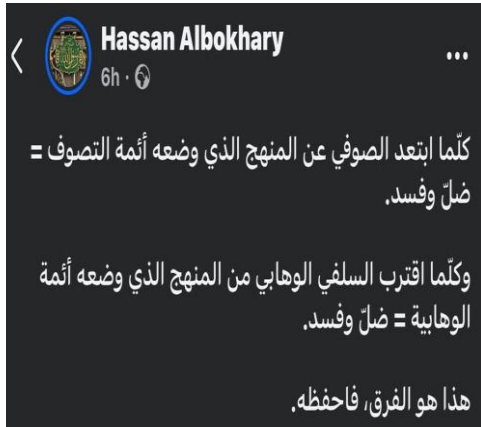 Hassan Albokhary
6h ·
كلّما ابتعد الصوفي عن المنهج الذي وضعه أئمة التصوف =
ضلّ وفسد.
وكلّما اقترب السلفي الوهابي من المنهج الذي وضعه أئمة
الوهابية = ضلّ وفسد.
هذا هو الفرق، فاحفظه.